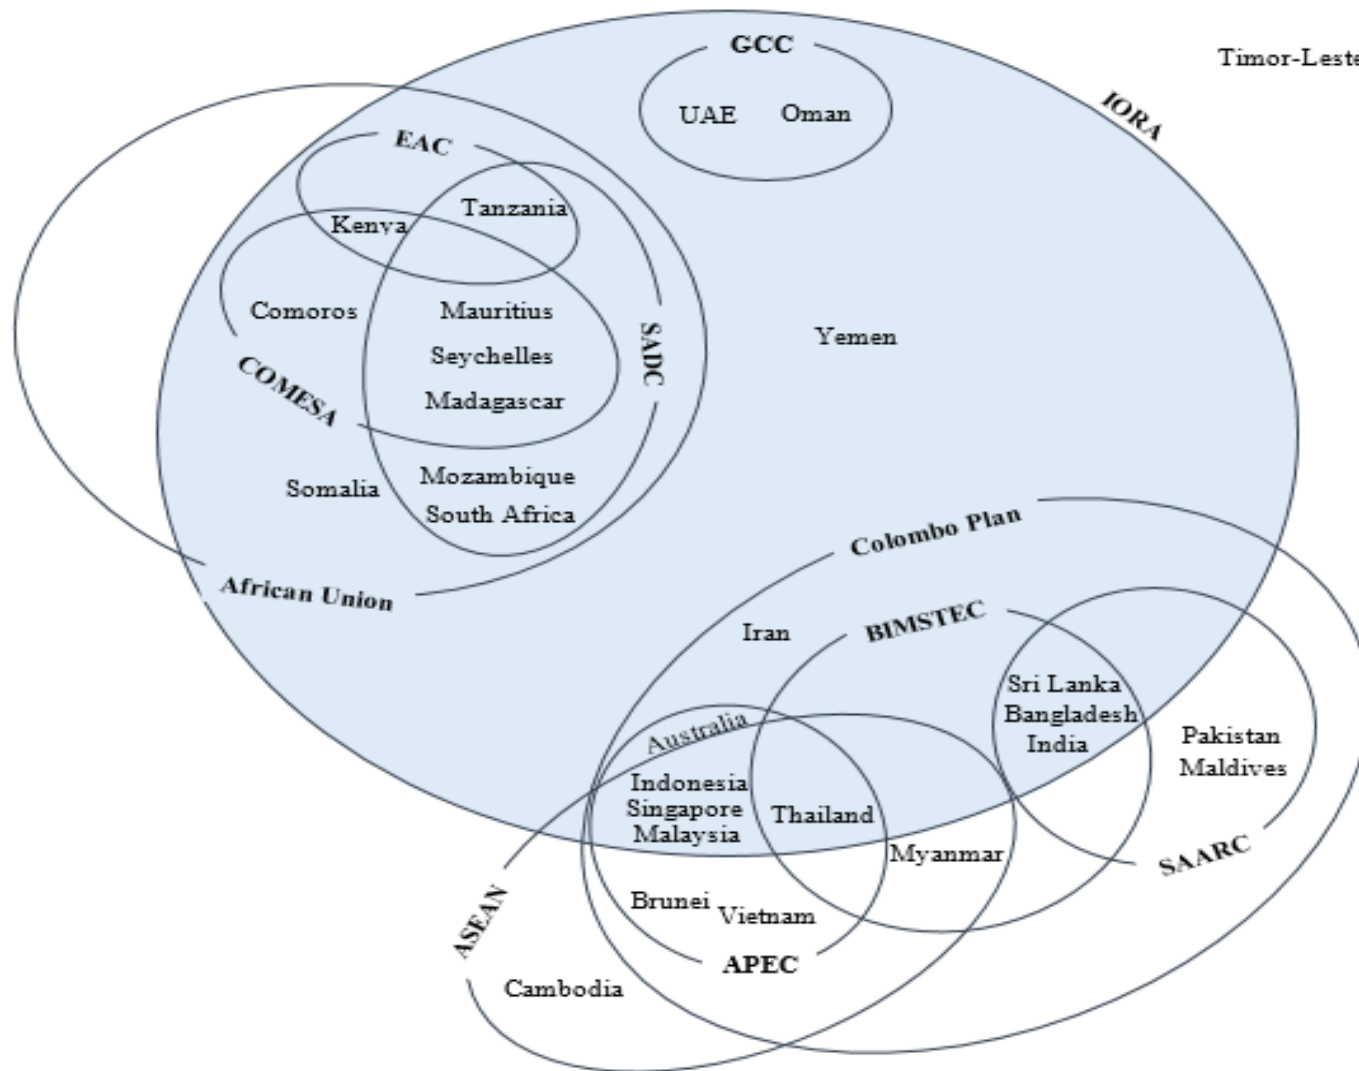 GCC
Timor-Leste
UAE Oman
IORA
EAC
Tanzania
Kenya
Comoros
Mauritius
Seychelles
Madagascar
SADC
COMESA
Yemen
Somalia
Mozambique
South Africa
African Union
Colombo Plan
Iran
BIMSTEC
Sri Lanka
Bangladesh
India
Pakistan
Maldives
Australia
Indonesia
Singapore
Malaysia
Thailand
Myanmar
SAARC
Brunei
Vietnam
ASEAN
APEC
Cambodia